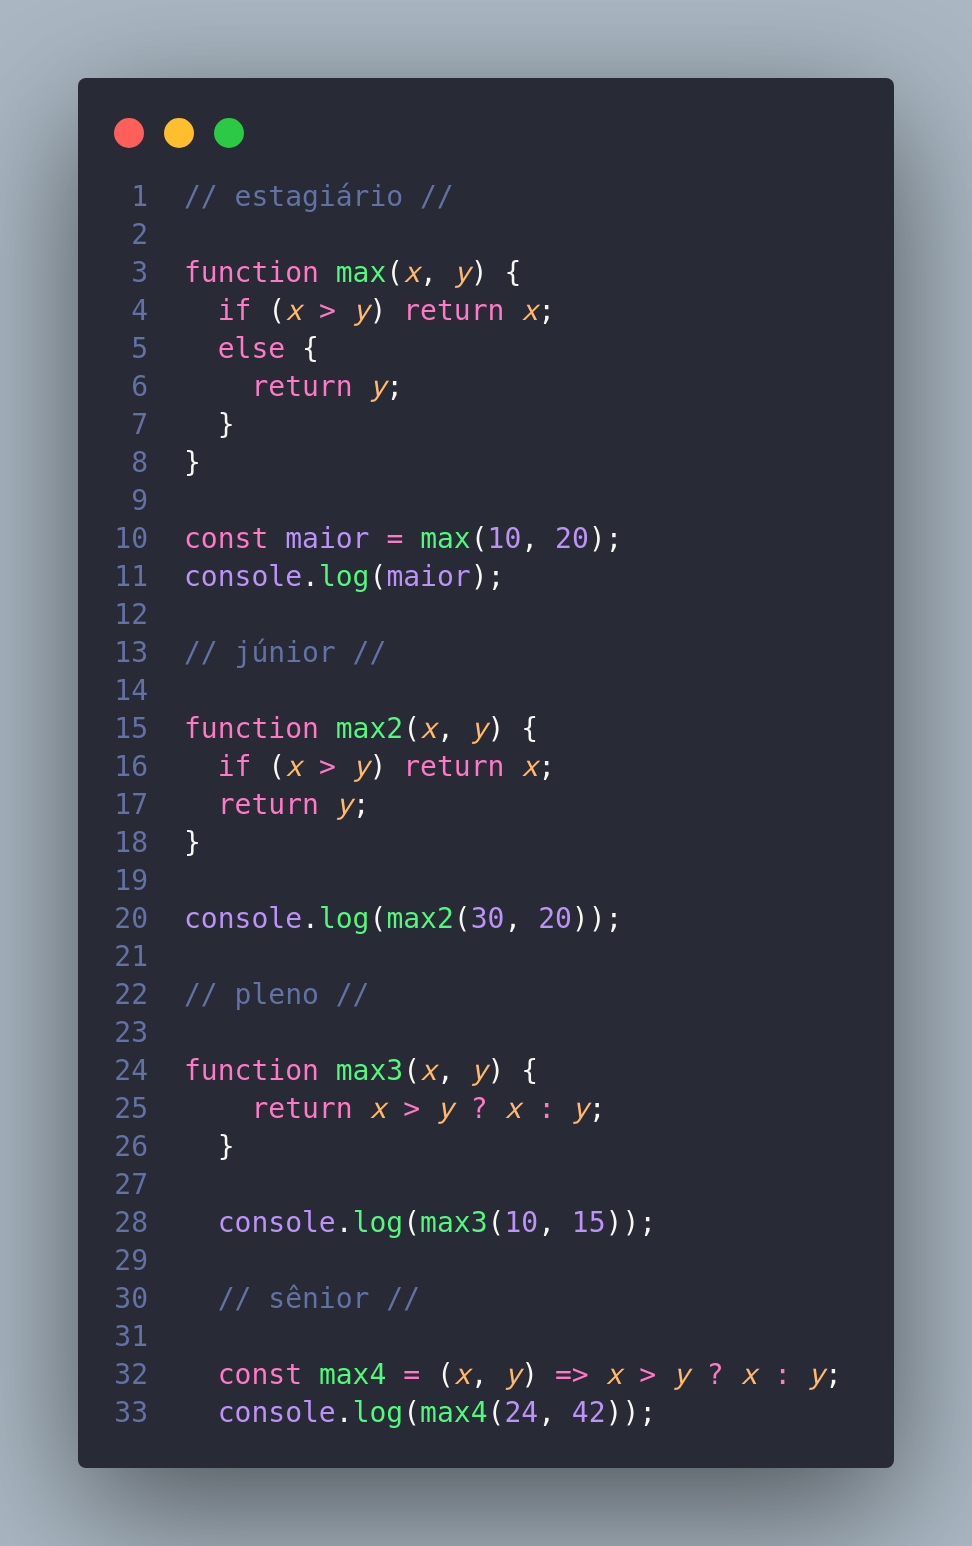 1 // estagiário //
2
3 function max(x, y) {
4   if (x > y) return x;
5   else {
6     return y;
7   }
8 }
9
10 const maior = max(10, 20);
11 console.log(maior);
12
13 // júnior //
14
15 function max2(x, y) {
16   if (x > y) return x;
17   return y;
18 }
19
20 console.log(max2(30, 20));
21
22 // pleno //
23
24 function max3(x, y) {
25     return x > y ? x : y;
26   }
27
28   console.log(max3(10, 15));
29
30   // sênior //
31
32   const max4 = (x, y) => x > y ? x : y;
33   console.log(max4(24, 42));